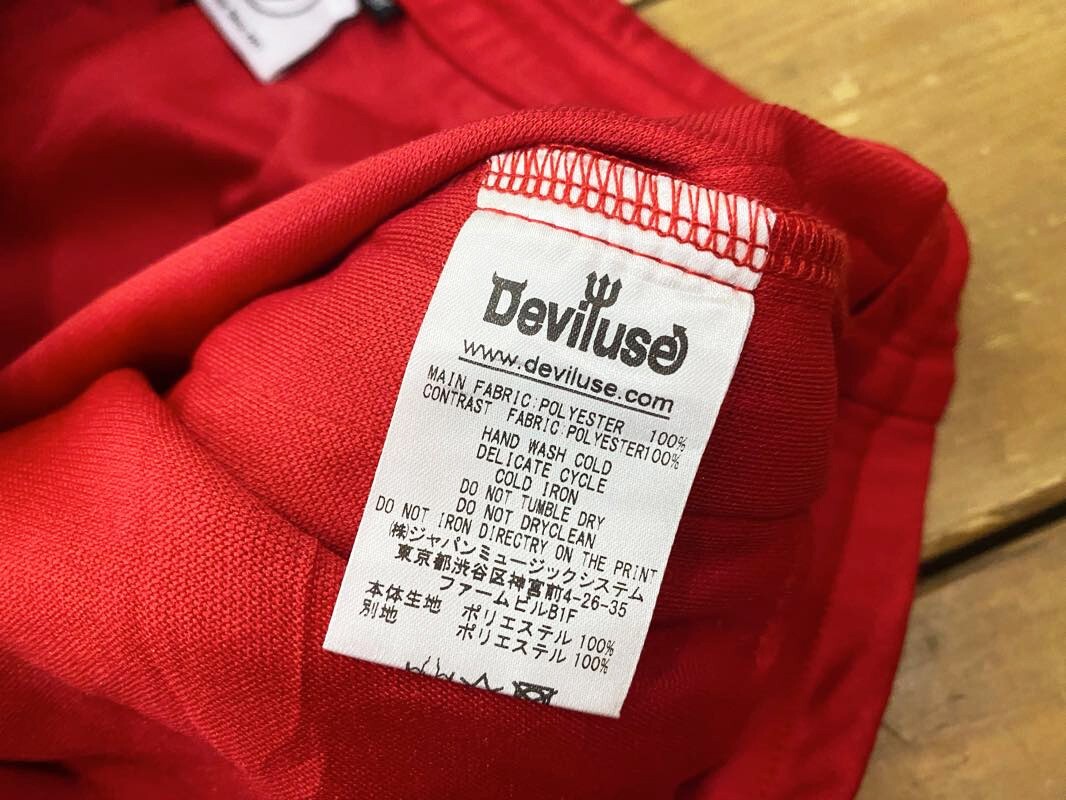 Deviluse
www.deviluse.com
MAIN FABRIC:POLYESTER 100%
CONTRAST FABRIC:POLYESTER100%
HAND WASH COLD
DELICATE CYCLE
COLD IRON
DO NOT TUMBLE DRY
DO NOT DRYCLEAN
DO NOT IRON DIRECTRY ON THE PRINT
㈱ジャパンミュージックシステム
東京都渋谷区神宮前4-26-35
ファームビルB1F
本体生地 ポリエステル 100%
別地 ポリエステル 100%